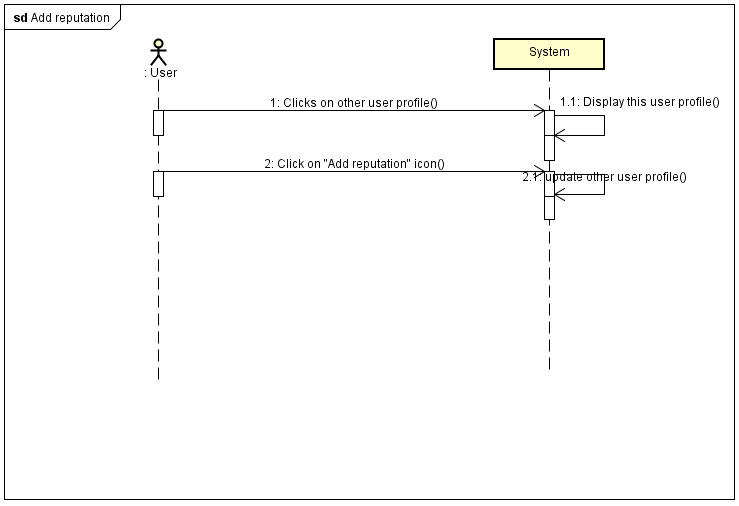 sd Add reputation
: User
System
1: Clicks on other user profile()
1.1: Display this user profile()
2: Click on "Add reputation" icon()
2.1: update other user profile()